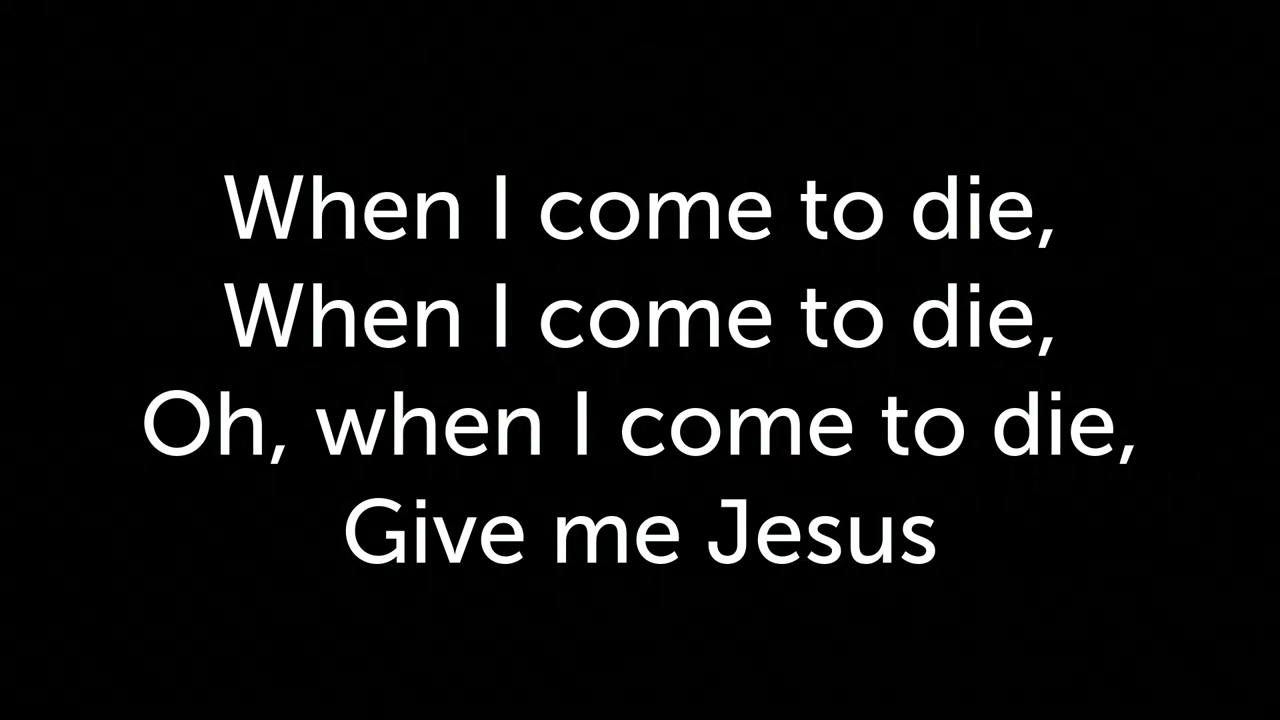 When I come to die,
When I come to die,
Oh, when I come to die,
Give me Jesus